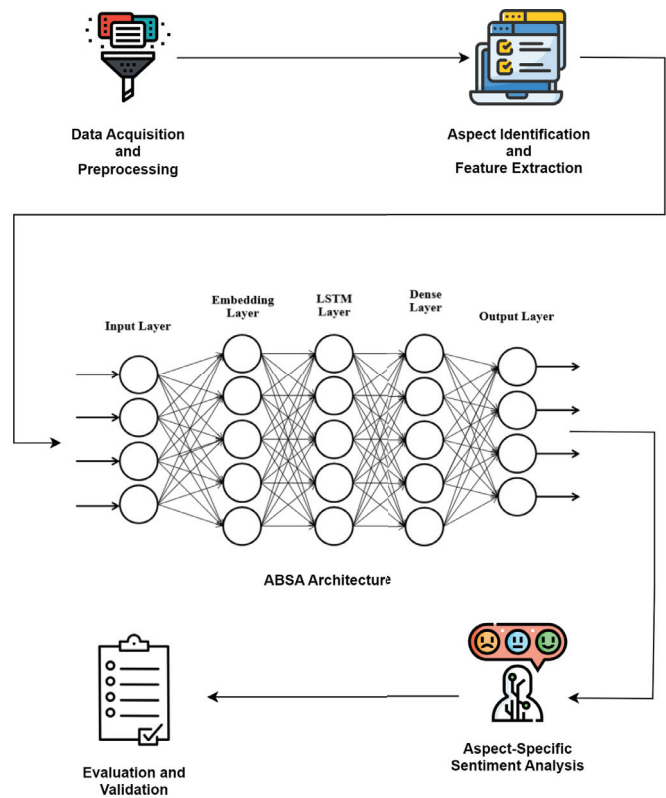 Data Acquisition
and
Preprocessing
Aspect Identification
and
Feature Extraction
Input Layer
Embedding
Layer
LSTM
Layer
Dense
Layer
Output Layer
ABSA Architecture
Evaluation and
Validation
Aspect-Specific
Sentiment Analysis